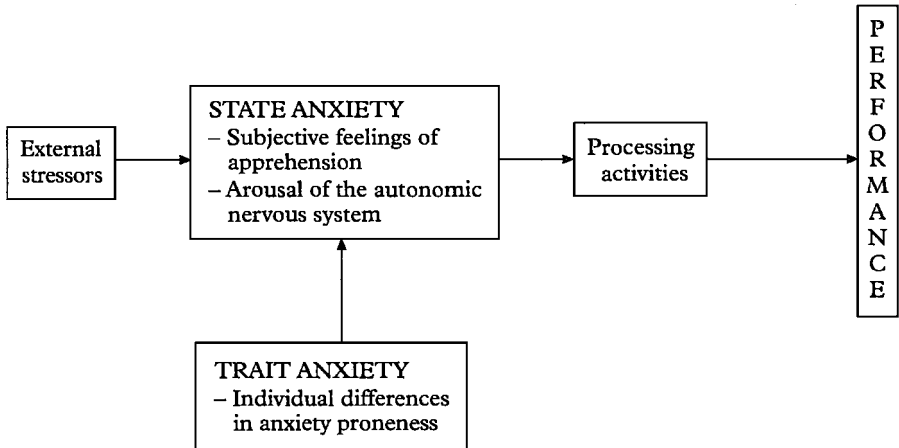 External
stressors
STATE ANXIETY
– Subjective feelings of
apprehension
– Arousal of the autonomic
nervous system
Processing
activities
PERFORMANCE
TRAIT ANXIETY
– Individual differences
in anxiety proneness